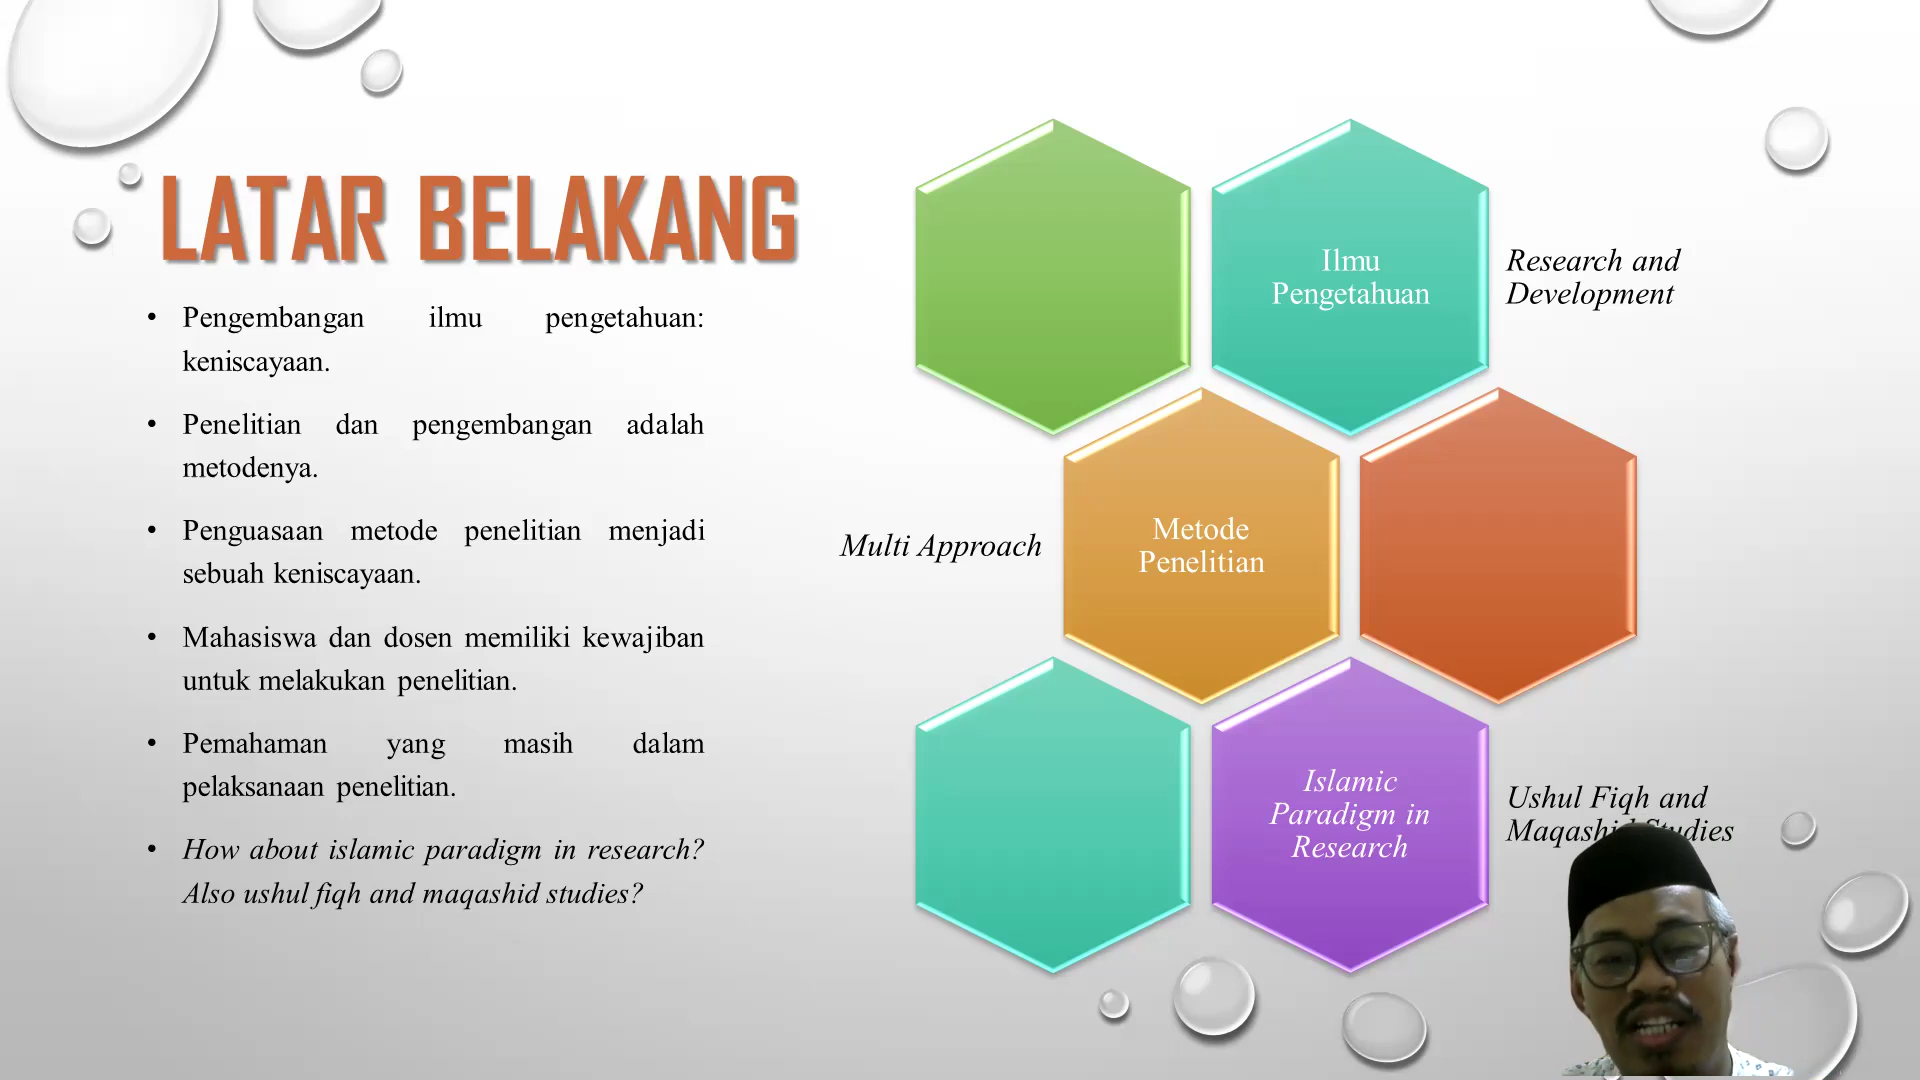 LATAR BELAKANG
• Pengembangan ilmu pengetahuan:
keniscayaan.
• Penelitian dan pengembangan adalah
metodenya.
• Penguasaan metode penelitian menjadi
sebuah keniscayaan.
• Mahasiswa dan dosen memiliki kewajiban
untuk melakukan penelitian.
• Pemahaman yang masih dalam
pelaksanaan penelitian.
• How about islamic paradigm in research?
Also ushul fiqh and maqashid studies?
Ilmu
Pengetahuan
Research and
Development
Multi Approach
Metode
Penelitian
Islamic
Paradigm in
Research
Ushul Fiqh and
Maqashid Studies